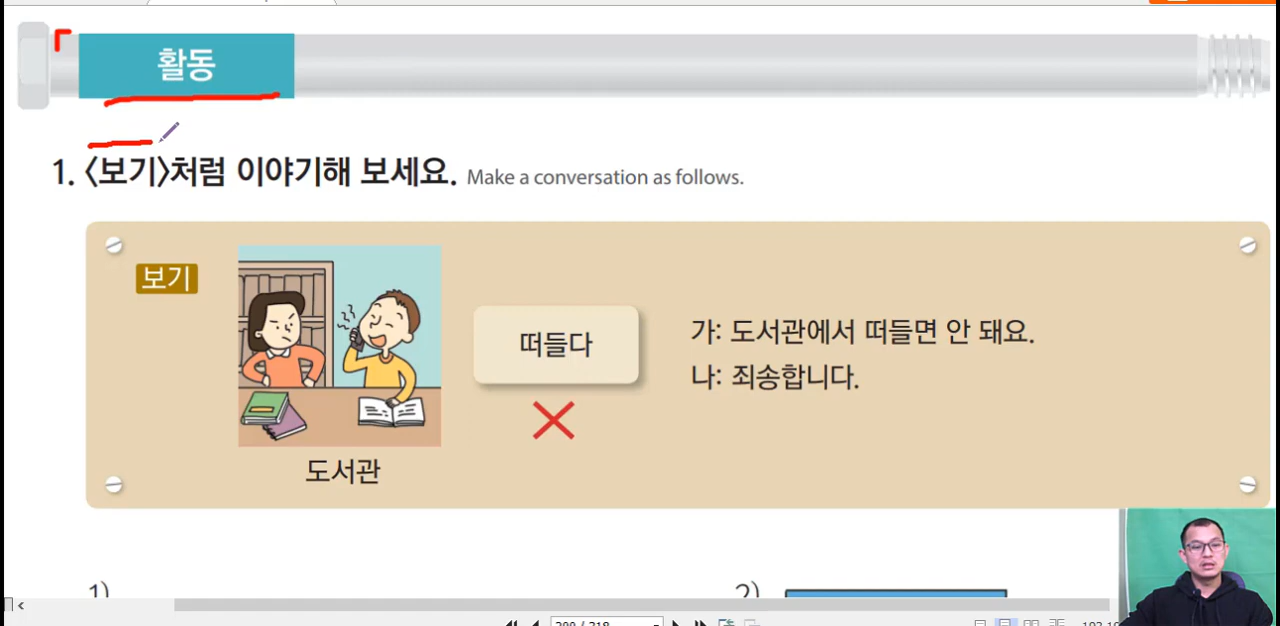 활동
1. 〈보기〉처럼 이야기해 보세요. Make a conversation as follows.
보기
떠들다
가: 도서관에서 떠들면 안 돼요.
나: 죄송합니다.
도서관
1)
2)